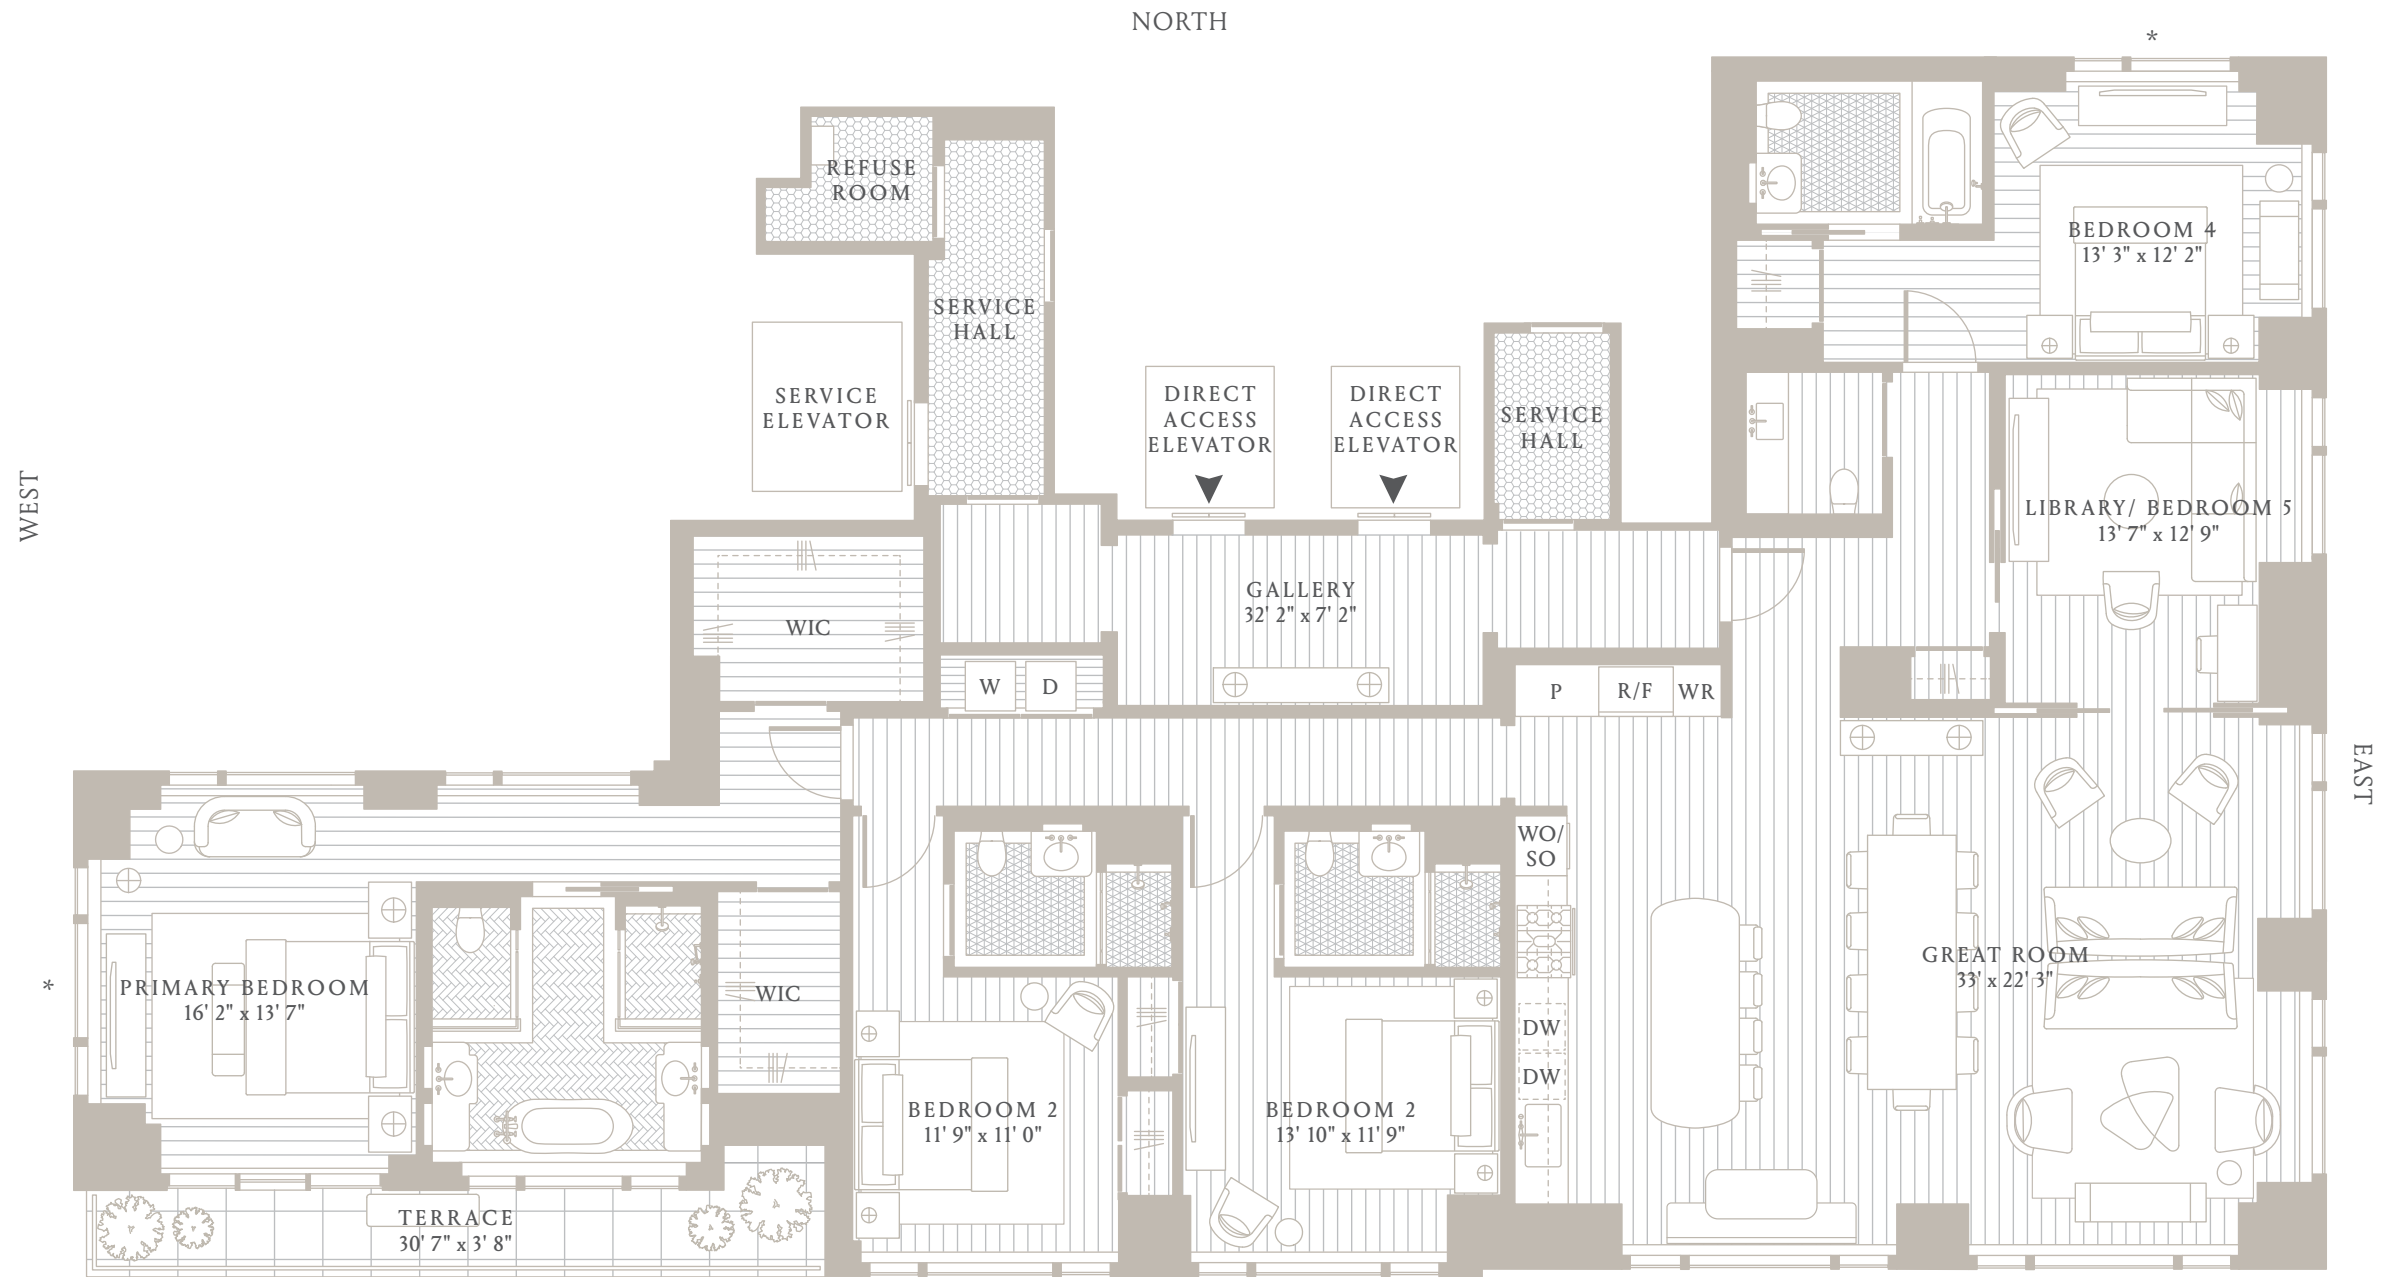 NORTH
*
REFUSE
ROOM
BEDROOM 4
13' 3" x 12' 2"
SERVICE
HALL
SERVICE
ELEVATOR
DIRECT
ACCESS
ELEVATOR
DIRECT
ACCESS
ELEVATOR
SERVICE
HALL
WEST
LIBRARY/ BEDROOM 5
13' 7" x 12' 9"
GALLERY
32' 2" x 7' 2"
WIC
W
D
P
R/F
WR
EAST
WO/
SO
GREAT ROOM
33' x 22' 3"
*
PRIMARY BEDROOM
16' 2" x 13' 7"
WIC
DW
DW
BEDROOM 2
11' 9" x 11' 0"
BEDROOM 2
13' 10" x 11' 9"
TERRACE
30' 7" x 3' 8"